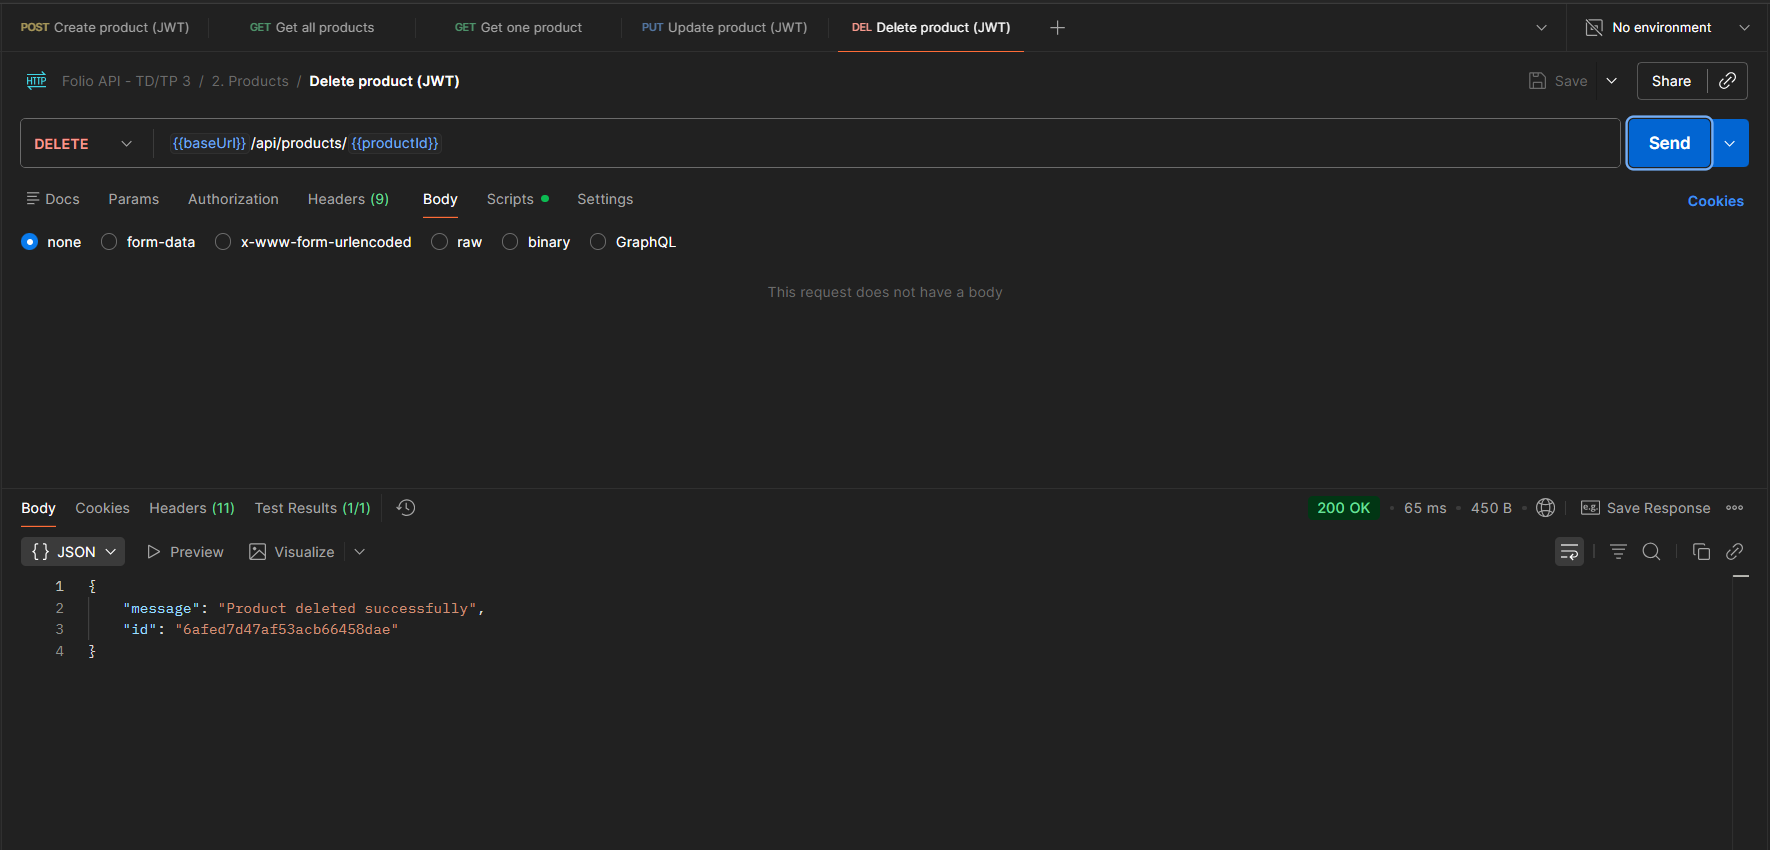 POST Create product (JWT) GET Get all products GET Get one product PUT Update product (JWT) DEL Delete product (JWT) No environment
HTTP Folio API - TD/TP 3 / 2. Products / Delete product (JWT) Save Share
DELETE {{baseUrl}} /api/products/ {{productId}} Send
Docs Params Authorization Headers (9) Body Scripts Settings Cookies
none form-data x-www-form-urlencoded raw binary GraphQL
This request does not have a body
Body Cookies Headers (11) Test Results (1/1) 200 OK 65 ms 450 B e.g. Save Response
{} JSON Preview Visualize
1 {
2 "message": "Product deleted successfully",
3 "id": "6afed7d47af53acb66458dae"
4 }